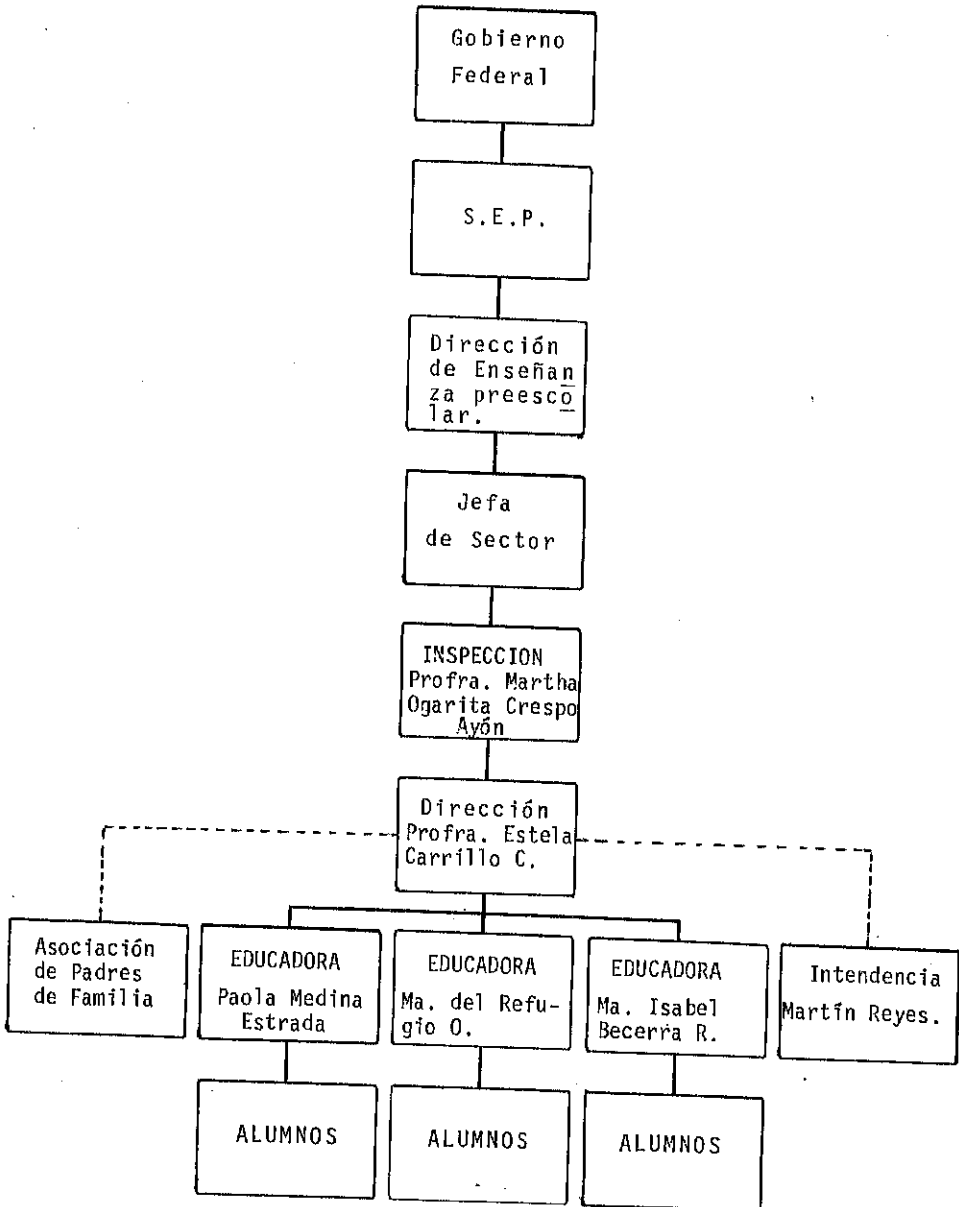 Gobierno
Federal
S.E.P.
Dirección
de Enseñan
za preesco
lar.
Jefa
de Sector
INSPECCION
Profra. Martha
Ogarita Crespo
Ayón
Dirección
Profra. Estela
Carrillo C.
Asociación
de Padres
de Familia
EDUCADORA
Paola Medina
Estrada
EDUCADORA
Ma. del Refu-
gio O.
EDUCADORA
Ma. Isabel
Becerra R.
Intendencia
Martín Reyes.
ALUMNOS
ALUMNOS
ALUMNOS